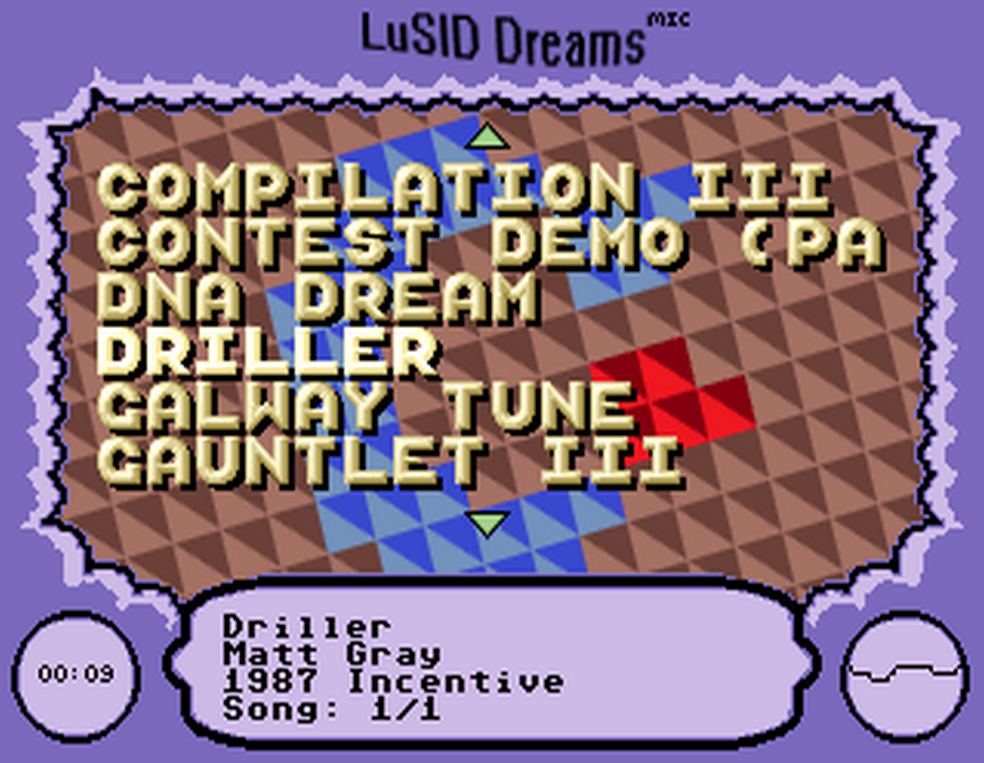 LuSID Dreams MIC
COMPILATION III
CONTEST DEMO (PA
DNA DREAM
DRILLER
GALWAY TUNE
GAUNTLET III
Driller
Matt Gray
1987 Incentive
Song: 1/1
00:09